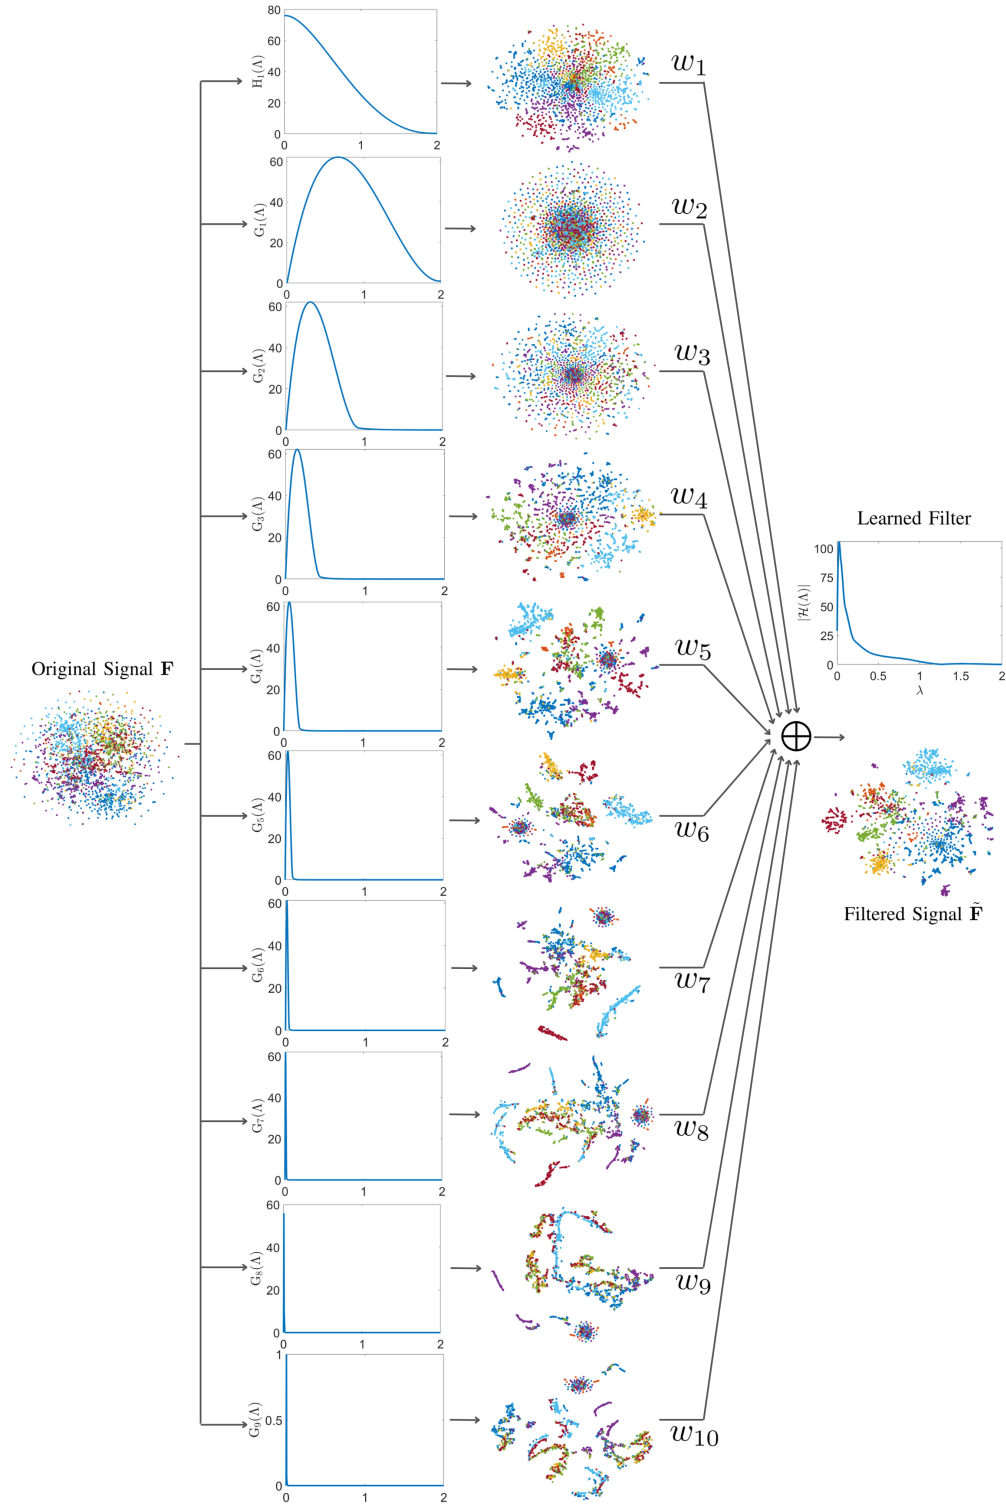 80
60
40
20
0
0 1 2
H₁(Λ)
w₁
60
40
20
0
0 1 2
G₁(Λ)
w₂
60
40
20
0
0 1 2
G₂(Λ)
w₃
60
40
20
0
0 1 2
G₃(Λ)
w₄
Learned Filter
100
75
50
25
0
0 0.5 1 1.5 2
|ℋ(Λ)|
λ
60
40
20
0
0 1 2
G₄(Λ)
w₅
Original Signal F
60
40
20
0
0 1 2
G₅(Λ)
w₆
Filtered Signal F̃
60
40
20
0
0 1 2
G₆(Λ)
w₇
60
40
20
0
0 1 2
G₇(Λ)
w₈
60
40
20
0
0 1 2
G₈(Λ)
w₉
1
0.5
0
0 1 2
G₉(Λ)
w₁₀